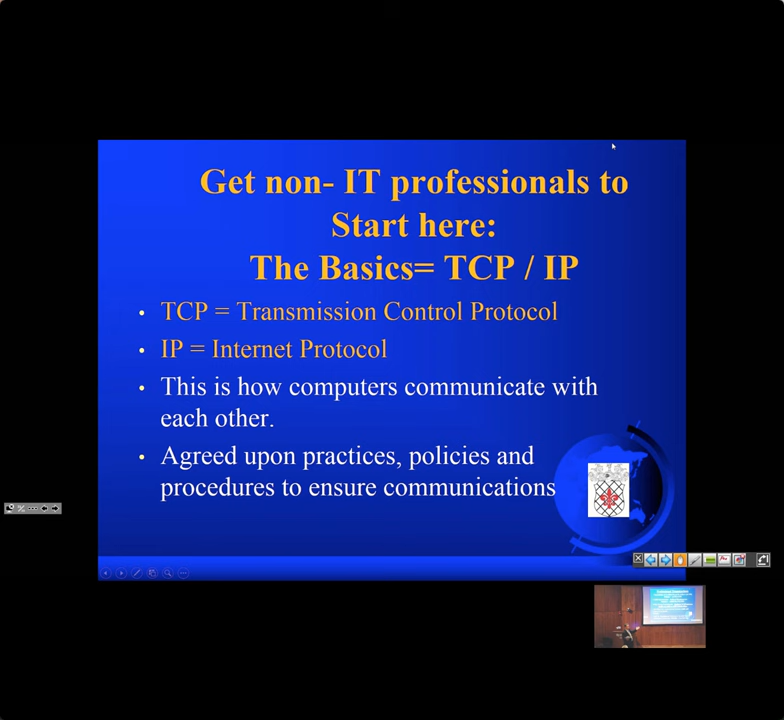 Get non- IT professionals to
Start here:
The Basics= TCP / IP
• TCP = Transmission Control Protocol
• IP = Internet Protocol
• This is how computers communicate with
each other.
• Agreed upon practices, policies and
procedures to ensure communications